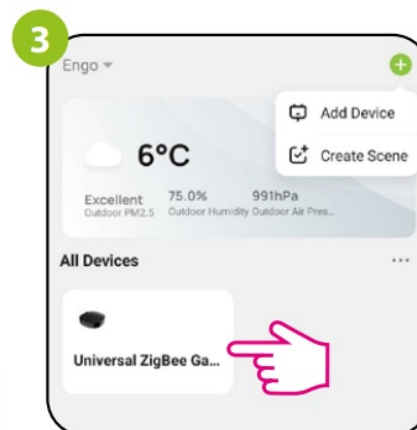 3
Engo
Add Device
Create Scene
6°C
Excellent
Outdoor PM2.5
75.0%
Outdoor Humidity
991hPa
Outdoor Air Pres...
All Devices
...
Universal ZigBee Ga...